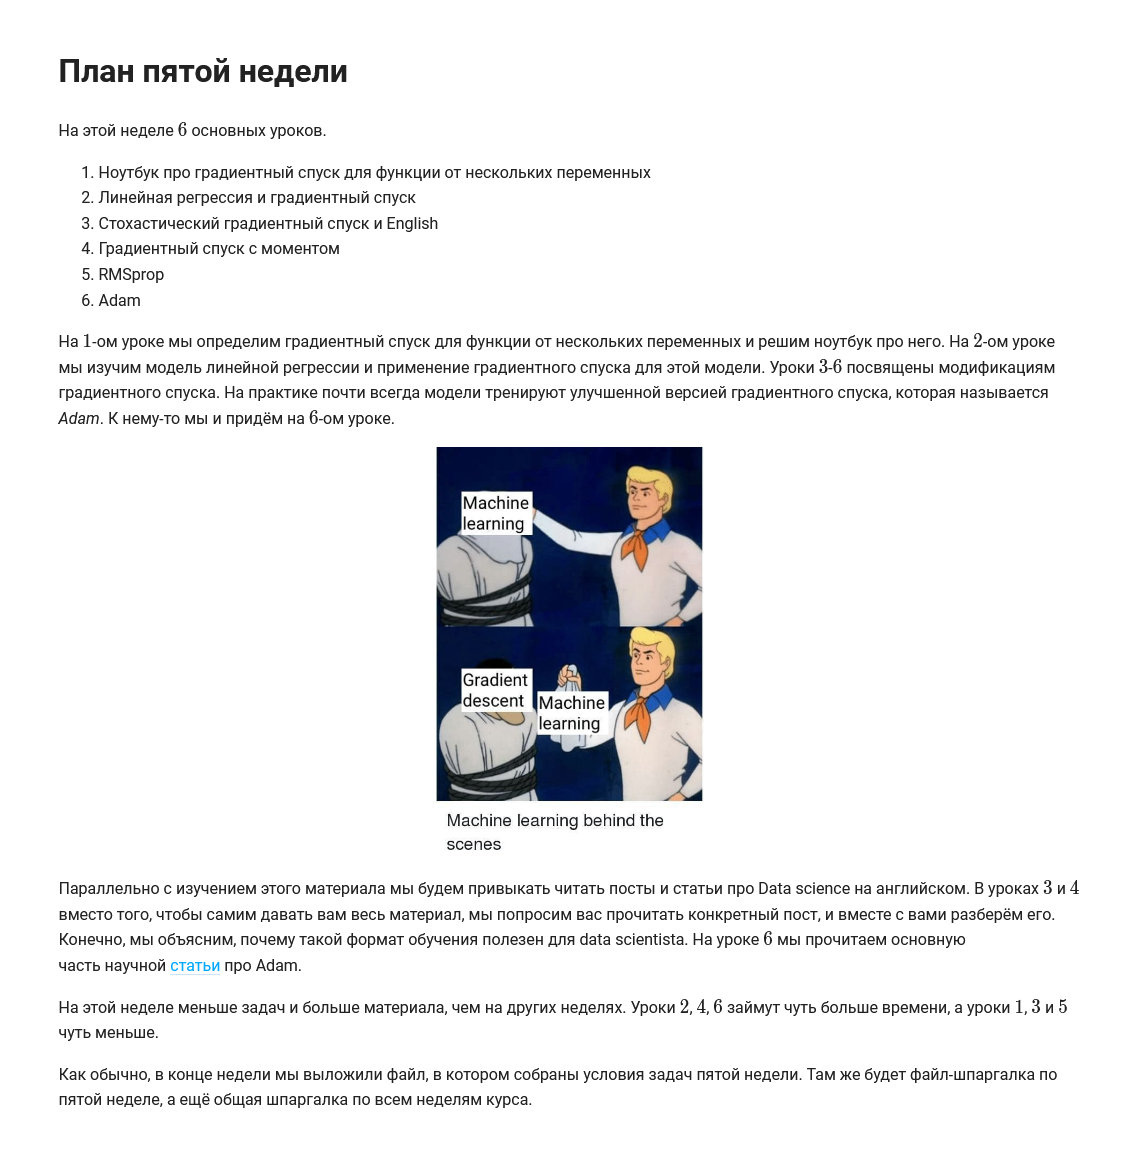 План пятой недели
На этой неделе 6 основных уроков.
1. Ноутбук про градиентный спуск для функции от нескольких переменных
2. Линейная регрессия и градиентный спуск
3. Стохастический градиентный спуск и English
4. Градиентный спуск с моментом
5. RMSprop
6. Adam
На 1-ом уроке мы определим градиентный спуск для функции от нескольких переменных и решим ноутбук про него. На 2-ом уроке
мы изучим модель линейной регрессии и применение градиентного спуска для этой модели. Уроки 3-6 посвящены модификациям
градиентного спуска. На практике почти всегда модели тренируют улучшенной версией градиентного спуска, которая называется
Adam. К нему-то мы и придём на 6-ом уроке.
Machine
learning
Gradient
descent
Machine
learning
Machine learning behind the
scenes
Параллельно с изучением этого материала мы будем привыкать читать посты и статьи про Data science на английском. В уроках 3 и 4
вместо того, чтобы самим давать вам весь материал, мы попросим вас прочитать конкретный пост, и вместе с вами разберём его.
Конечно, мы объясним, почему такой формат обучения полезен для data scientista. На уроке 6 мы прочитаем основную
часть научной статьи про Adam.
На этой неделе меньше задач и больше материала, чем на других неделях. Уроки 2, 4, 6 займут чуть больше времени, а уроки 1, 3 и 5
чуть меньше.
Как обычно, в конце недели мы выложили файл, в котором собраны условия задач пятой недели. Там же будет файл-шпаргалка по
пятой неделе, а ещё общая шпаргалка по всем неделям курса.